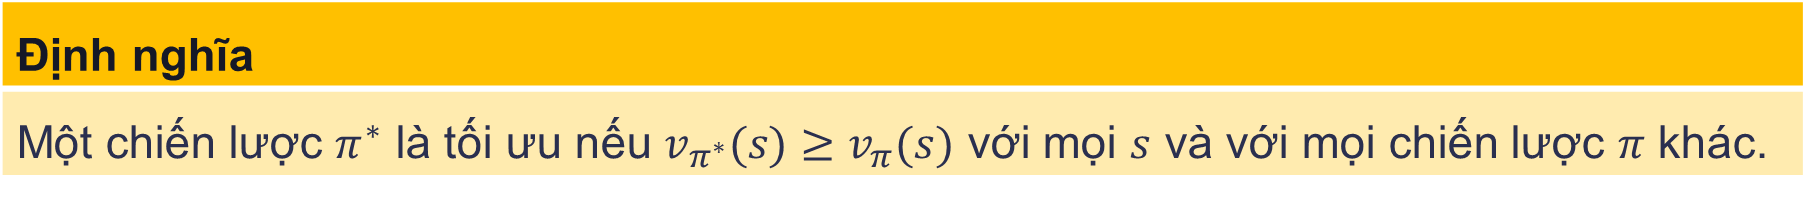 Định nghĩa
Một chiến lược 𝜋* là tối ưu nếu 𝑣_{𝜋*}(𝑠) ≥ 𝑣_𝜋(𝑠) với mọi 𝑠 và với mọi chiến lược 𝜋 khác.